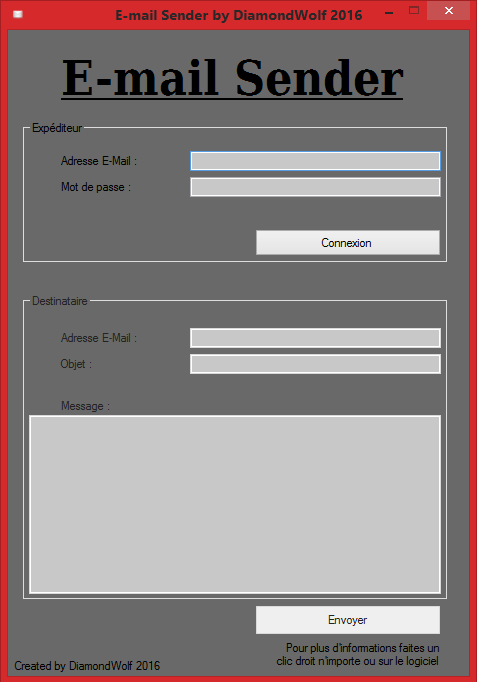 E-mail Sender by DiamondWolf 2016
E-mail Sender
Expéditeur
Adresse E-Mail :
Mot de passe :
Connexion
Destinataire
Adresse E-Mail :
Objet :
Message :
Envoyer
Pour plus d'informations faites un
clic droit n'importe ou sur le logiciel
Created by DiamondWolf 2016